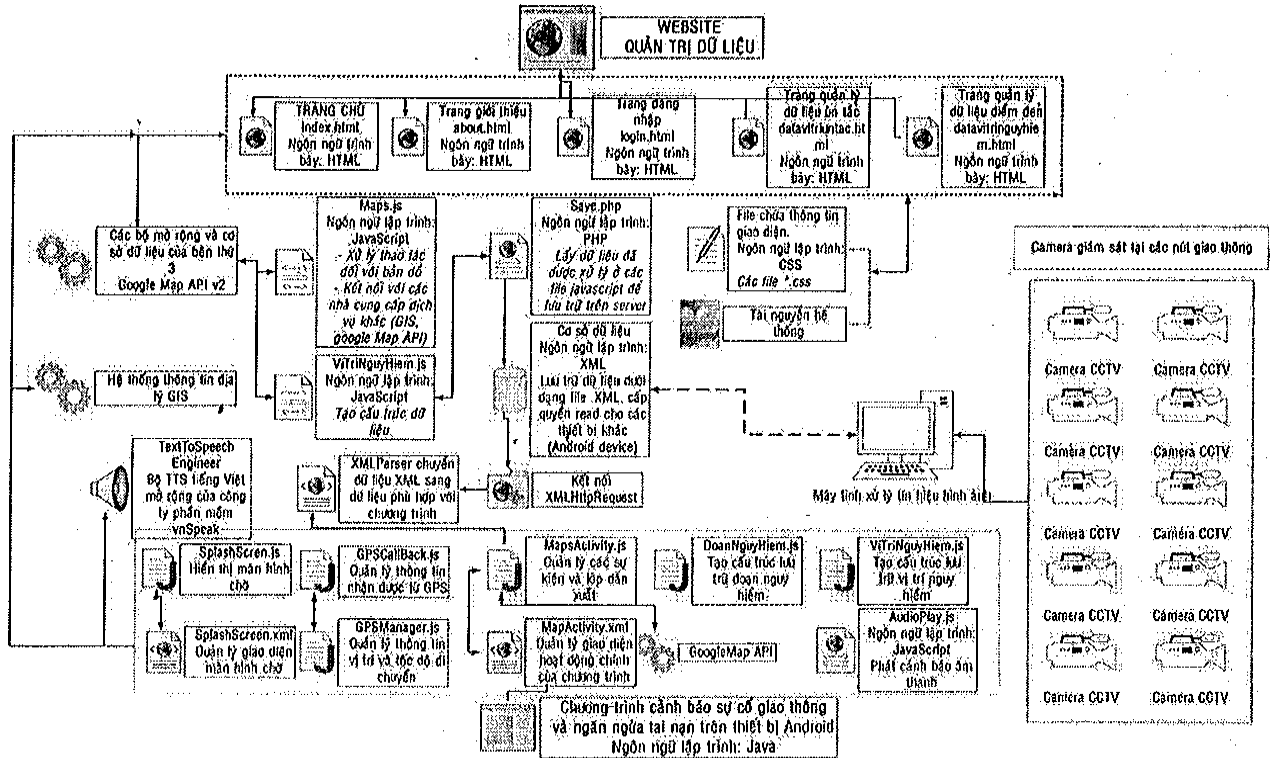 WEBSITE
QUẢN TRỊ DỮ LIỆU
TRANG CHỦ
index.html
Ngôn ngữ trình
bày: HTML
Trang giới thiệu
about.html
Ngôn ngữ trình
bày: HTML
Trang đăng
nhập
login.html
Ngôn ngữ trình
bày: HTML
Trang quản lý
dữ liệu ùn tắc
datavitriuntac.ht
ml
Ngôn ngữ trình
bày: HTML
Trang quản lý
dữ liệu điểm đen
datavitringuyhie
m.html
Ngôn ngữ trình
bày: HTML
Các bộ mở rộng và cơ
sở dữ liệu của bên thứ
3
Google Map API v2
Maps.js
Ngôn ngữ lập trình:
JavaScript
- Xử lý thao tác
đối với bản đồ
- Kết nối với các
nhà cung cấp dịch
vụ khác (GIS,
google Map API)
Save.php
Ngôn ngữ lập trình:
PHP
Lấy dữ liệu đã
được xử lý ở các
file javascript để
lưu trữ trên server
File chứa thông tin
giao diện.
Ngôn ngữ lập trình:
CSS
Các file *.css
Tài nguyên hệ
thống
Camera giám sát tại các nút giao thông
Hệ thống thông tin địa
lý GIS
ViTriNguyHiem.js
Ngôn ngữ lập trình:
JavaScript
Tạo cấu trúc dữ
liệu
Cơ sở dữ liệu
Ngôn ngữ lập trình:
XML
Lưu trữ dữ liệu dưới
dạng file .XML, cấp
quyền read cho các
thiết bị khác
(Android device)
Camera CCTV
Camera CCTV
Camera CCTV
Camera CCTV
Camera CCTV
Camera CCTV
Camera CCTV
Camera CCTV
Camera CCTV
Camera CCTV
TextToSpeech
Engineer
Bộ TTS tiếng Việt
mở rộng của công
ty phần mềm
vnSpeak
XMLParser chuyển
dữ liệu XML sang
dữ liệu phù hợp với
chương trình
Kết nối
XMLHttpRequest
Máy tính xử lý tín hiệu hình ảnh
SplashScren.js
Hiển thị màn hình
chờ
GPSCallBack.js
Quản lý thông tin
nhận được từ GPS
MapsActivity.js
Quản lý các sự
kiện và lớp dẫn
xuất
DoanNguyHiem.js
Tạo cấu trúc lưu
trữ đoạn nguy
hiểm
ViTriNguyHiem.js
Tạo cấu trúc lưu
trữ vị trí nguy
hiểm
SplashScreen.xml
Quản lý giao diện
màn hình chờ
GPSManager.js
Quản lý thông tin
vị trí và tốc độ di
chuyển
MapActivity.xml
Quản lý giao diện
hoạt động chính
của chương trình
GoogleMap API
AudioPlay.js
Ngôn ngữ lập trình:
JavaScript
Phát cảnh báo âm
thanh
Chương trình cảnh báo sự cố giao thông
và ngăn ngừa tai nạn trên thiết bị Android
Ngôn ngữ lập trình: Java